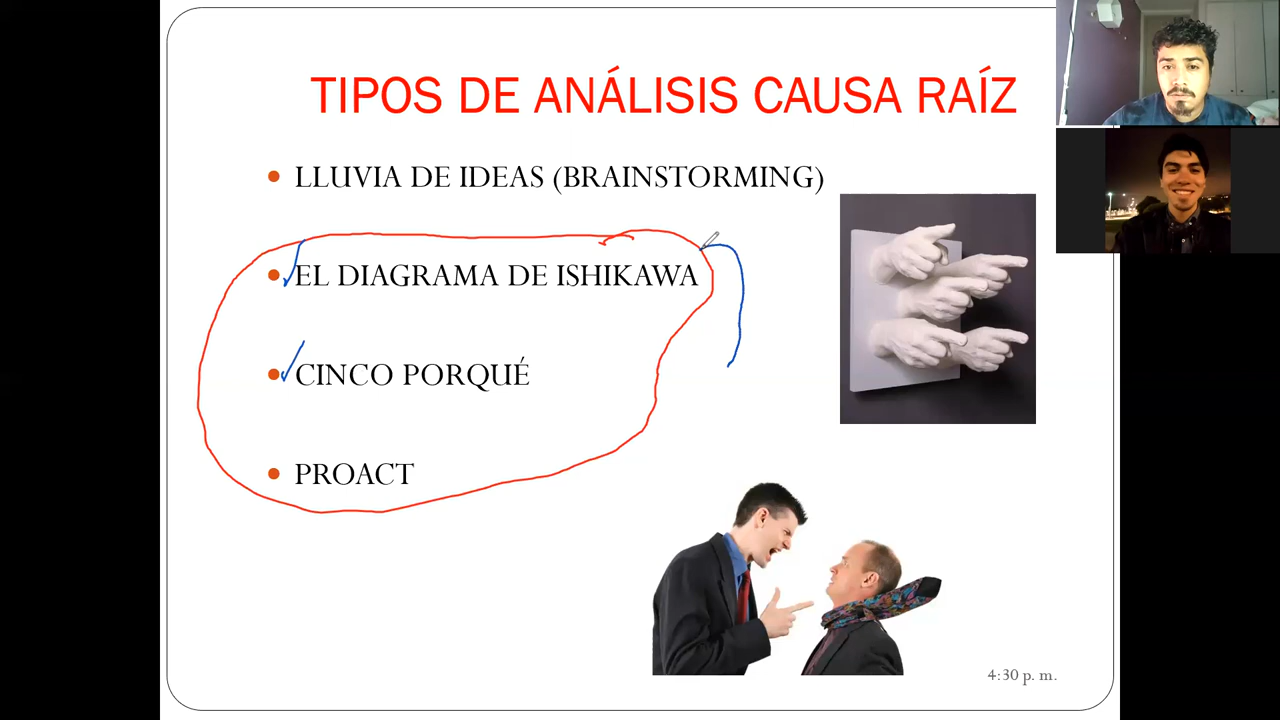 TIPOS DE ANÁLISIS CAUSA RAÍZ
LLUVIA DE IDEAS (BRAINSTORMING)
EL DIAGRAMA DE ISHIKAWA
CINCO PORQUÉ
PROACT
4:30 p. m.